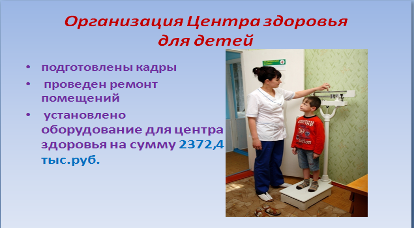 Организация Центра здоровья
для детей
• подготовлены кадры
• проведен ремонт
помещений
• установлено
оборудование для центра
здоровья на сумму 2372,4
тыс.руб.